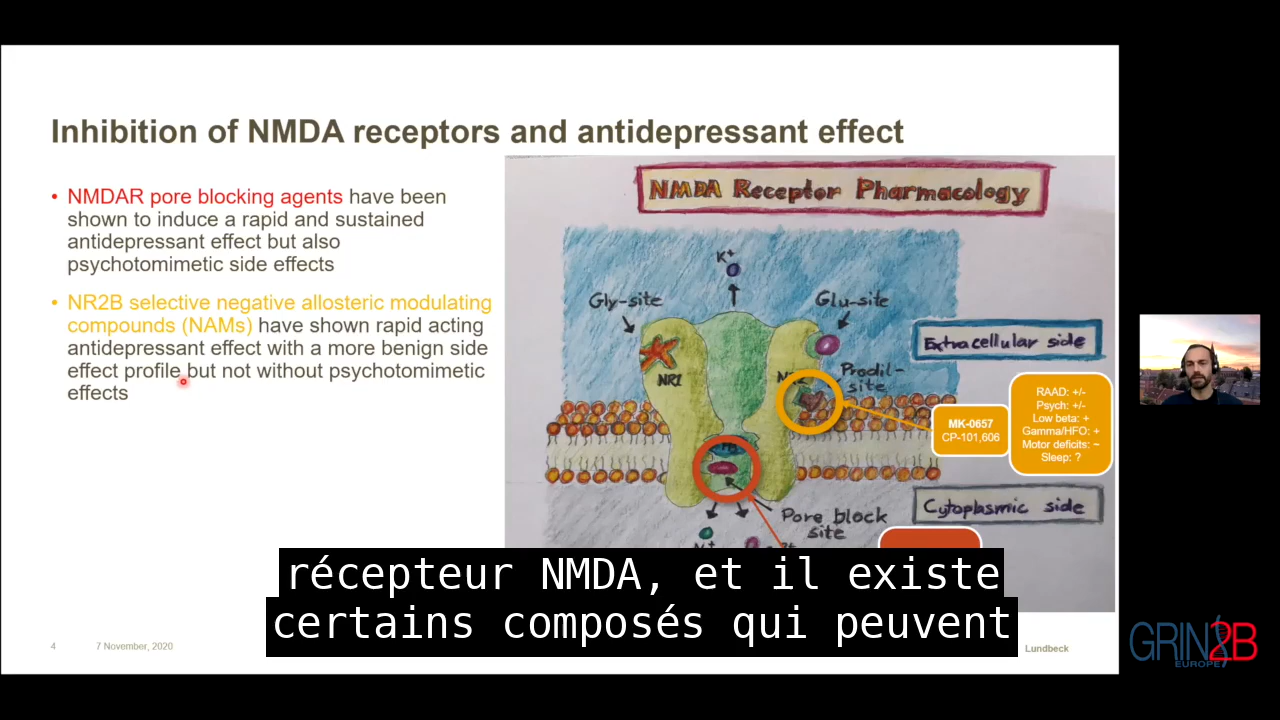 Inhibition of NMDA receptors and antidepressant effect
• NMDAR pore blocking agents have been
shown to induce a rapid and sustained
antidepressant effect but also
psychotomimetic side effects
• NR2B selective negative allosteric modulating
compounds (NAMs) have shown rapid acting
antidepressant effect with a more benign side
effect profile but not without psychotomimetic
effects
NMDA Receptor Pharmacology
K+
Gly-site
Glu-site
Extracellular side
NR1
Prodil-
site
MK-0657
CP-101,606
RAAD: +/-
Psych: +/-
Low beta: +
Gamma/HFO: +
Motor deficits: ~
Sleep: ?
Cytoplasmic side
Pore block
site
récepteur NMDA, et il existe
certains composés qui peuvent
4
7 November, 2020
Lundbeck
GRIN2B
EUROPE